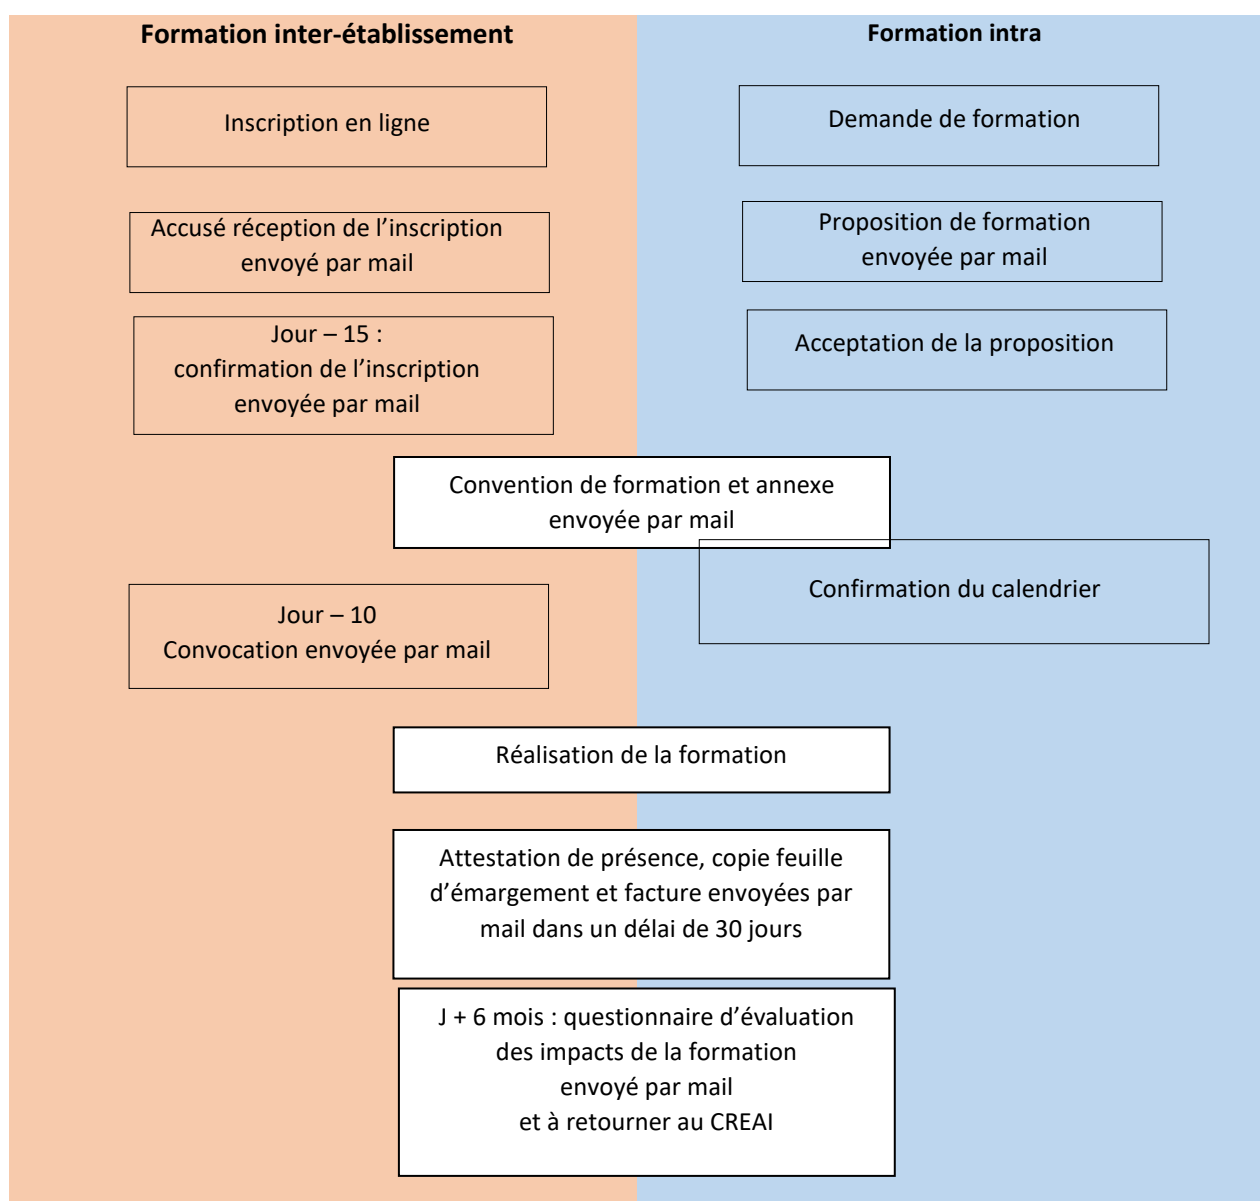 Formation inter-établissement
Formation intra
Inscription en ligne
Demande de formation
Accusé réception de l’inscription
envoyé par mail
Proposition de formation
envoyée par mail
Jour – 15 :
confirmation de l’inscription
envoyée par mail
Acceptation de la proposition
Convention de formation et annexe
envoyée par mail
Confirmation du calendrier
Jour – 10
Convocation envoyée par mail
Réalisation de la formation
Attestation de présence, copie feuille
d’émargement et facture envoyées par
mail dans un délai de 30 jours
J + 6 mois : questionnaire d’évaluation
des impacts de la formation
envoyé par mail
et à retourner au CREAI